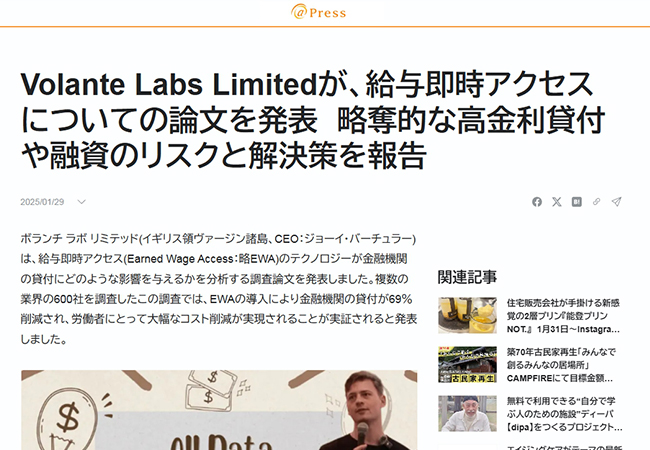 @Press
Volante Labs Limitedが、給与即時アクセス
についての論文を発表　略奪的な高金利貸付
や融資のリスクと解決策を報告
2025/01/29
ボランチ ラボ リミテッド(イギリス領ヴァージン諸島、CEO：ジョーイ・バーチュラー)
は、給与即時アクセス(Earned Wage Access：略EWA)のテクノロジーが金融機関
の貸付にどのような影響を与えるかを分析する調査論文を発表しました。複数の
業界の600社を調査したこの調査では、EWAの導入により金融機関の貸付が69%
削減され、労働者にとって大幅なコスト削減が実現されることが実証されると発表
しました。
$
$
All Data
関連記事
住宅販売会社が手掛ける新感
覚の2層プリン『能登プリン
NOT.』 1月31日～Instagra...
古民家再生
築70年古民家再生「みんなで
創るみんなの居場所」
CAMPFIREにて目標金額...
無料で利用できる“自分で学
ぶ人のための施設”ディーパ
【dipa】をつくるプロジェクト...
エイジングケアがテーマの最新